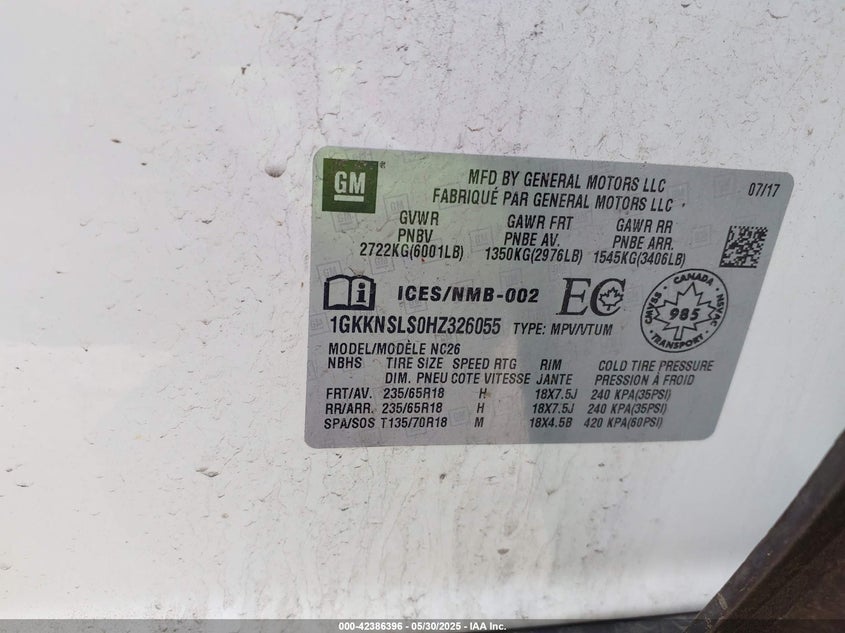 GM
MFD BY GENERAL MOTORS LLC 07/17
FABRIQUÉ PAR GENERAL MOTORS LLC
GVWR GAWR FRT GAWR RR
PNBV PNBE AV. PNBE ARR.
2722KG(6001LB) 1350KG(2976LB) 1545KG(3406LB)
ICES/NMB-002 EC
CANADA
CMVSS 985 NSVAC
TRANSPORT
1GKKNSLS0HZ326055 TYPE: MPV/VTUM
MODEL/MODÈLE NC26
NBHS TIRE SIZE SPEED RTG RIM COLD TIRE PRESSURE
DIM. PNEU COTE VITESSE JANTE PRESSION À FROID
FRT/AV. 235/65R18 H 18X7.5J 240 KPA(35PSI)
RR/ARR. 235/65R18 H 18X7.5J 240 KPA(35PSI)
SPA/SOS T135/70R18 M 18X4.5B 420 KPA(60PSI)
000-42386396 - 05/30/2025 - IAA Inc.